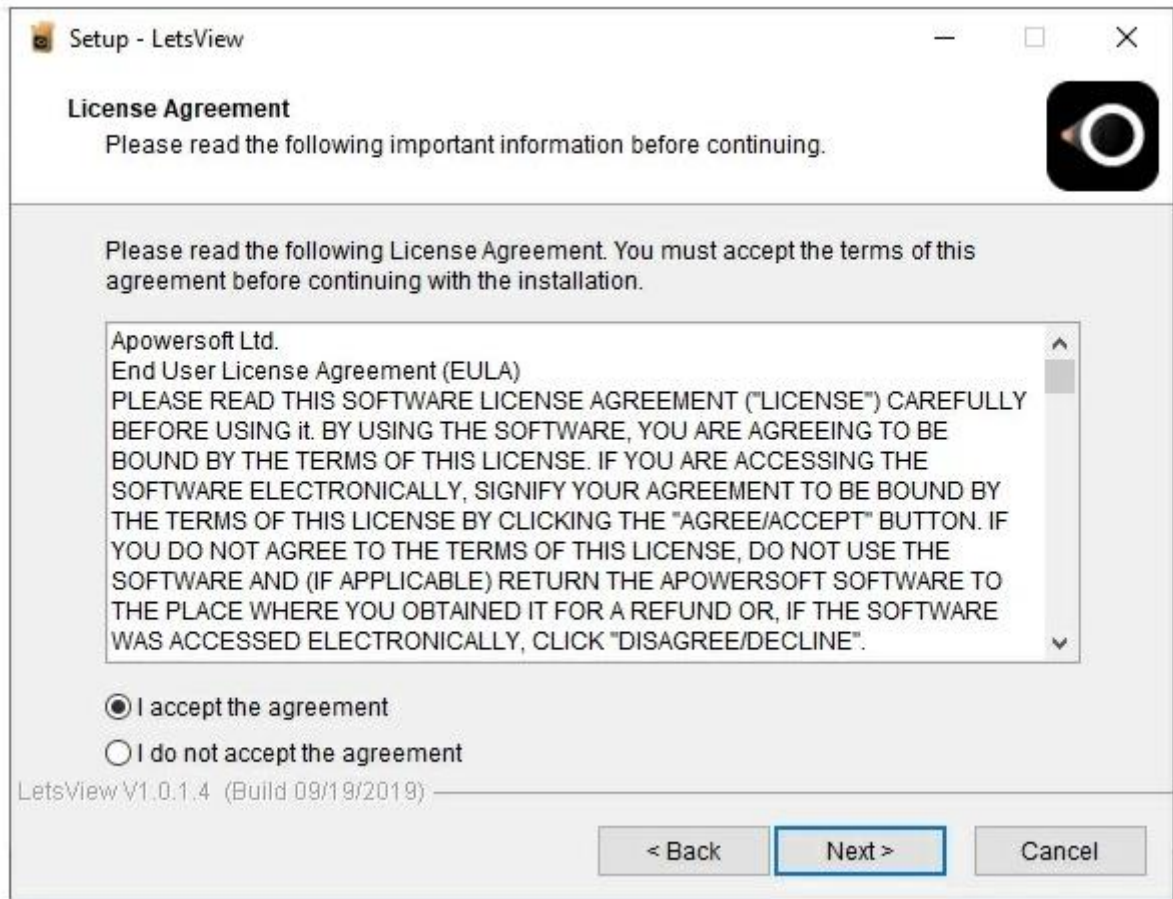 Setup - LetsView
License Agreement
Please read the following important information before continuing.
Please read the following License Agreement. You must accept the terms of this
agreement before continuing with the installation.
Apowersoft Ltd.
End User License Agreement (EULA)
PLEASE READ THIS SOFTWARE LICENSE AGREEMENT ("LICENSE") CAREFULLY
BEFORE USING it. BY USING THE SOFTWARE, YOU ARE AGREEING TO BE
BOUND BY THE TERMS OF THIS LICENSE. IF YOU ARE ACCESSING THE
SOFTWARE ELECTRONICALLY, SIGNIFY YOUR AGREEMENT TO BE BOUND BY
THE TERMS OF THIS LICENSE BY CLICKING THE "AGREE/ACCEPT" BUTTON. IF
YOU DO NOT AGREE TO THE TERMS OF THIS LICENSE, DO NOT USE THE
SOFTWARE AND (IF APPLICABLE) RETURN THE APOWERSOFT SOFTWARE TO
THE PLACE WHERE YOU OBTAINED IT FOR A REFUND OR, IF THE SOFTWARE
WAS ACCESSED ELECTRONICALLY, CLICK "DISAGREE/DECLINE".
I accept the agreement
I do not accept the agreement
LetsView V1.0.1.4 (Build 09/19/2019)
< Back Next > Cancel